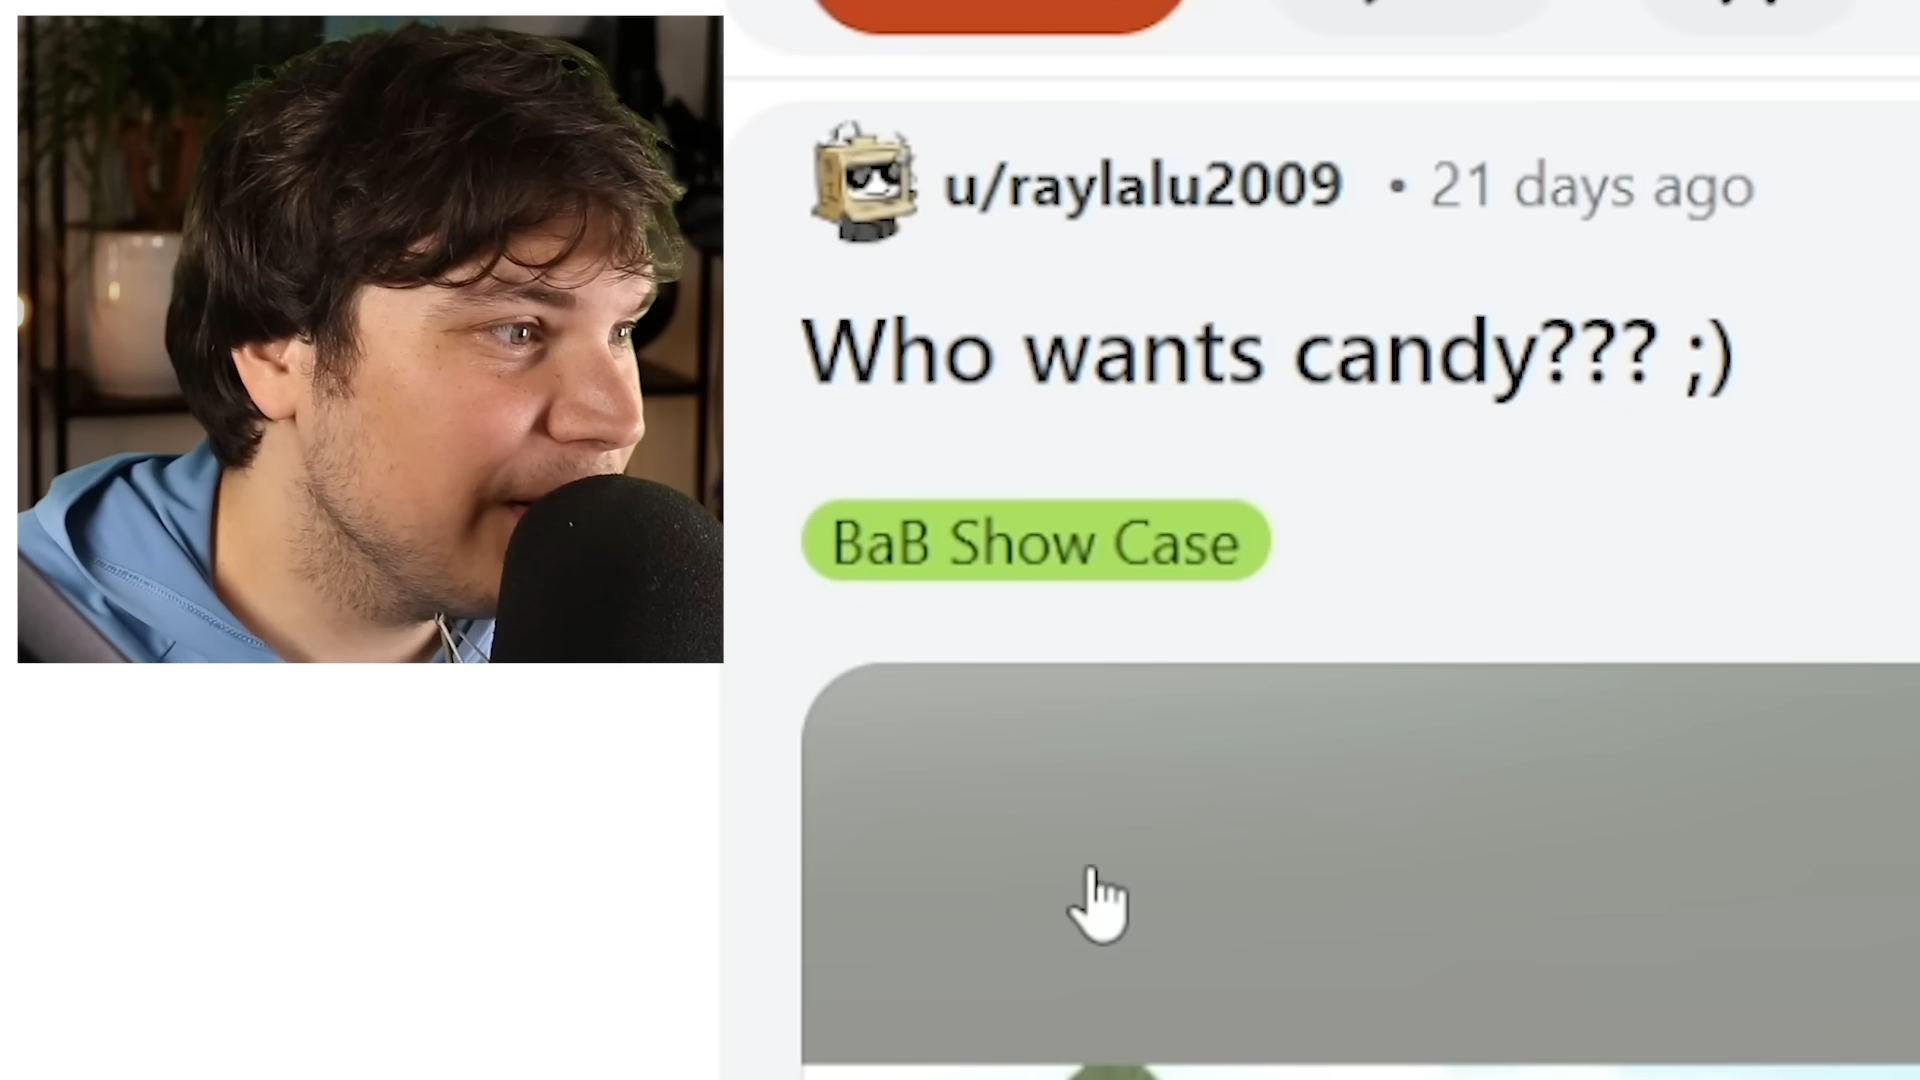 u/raylalu2009 • 21 days ago
Who wants candy??? ;)
BaB Show Case